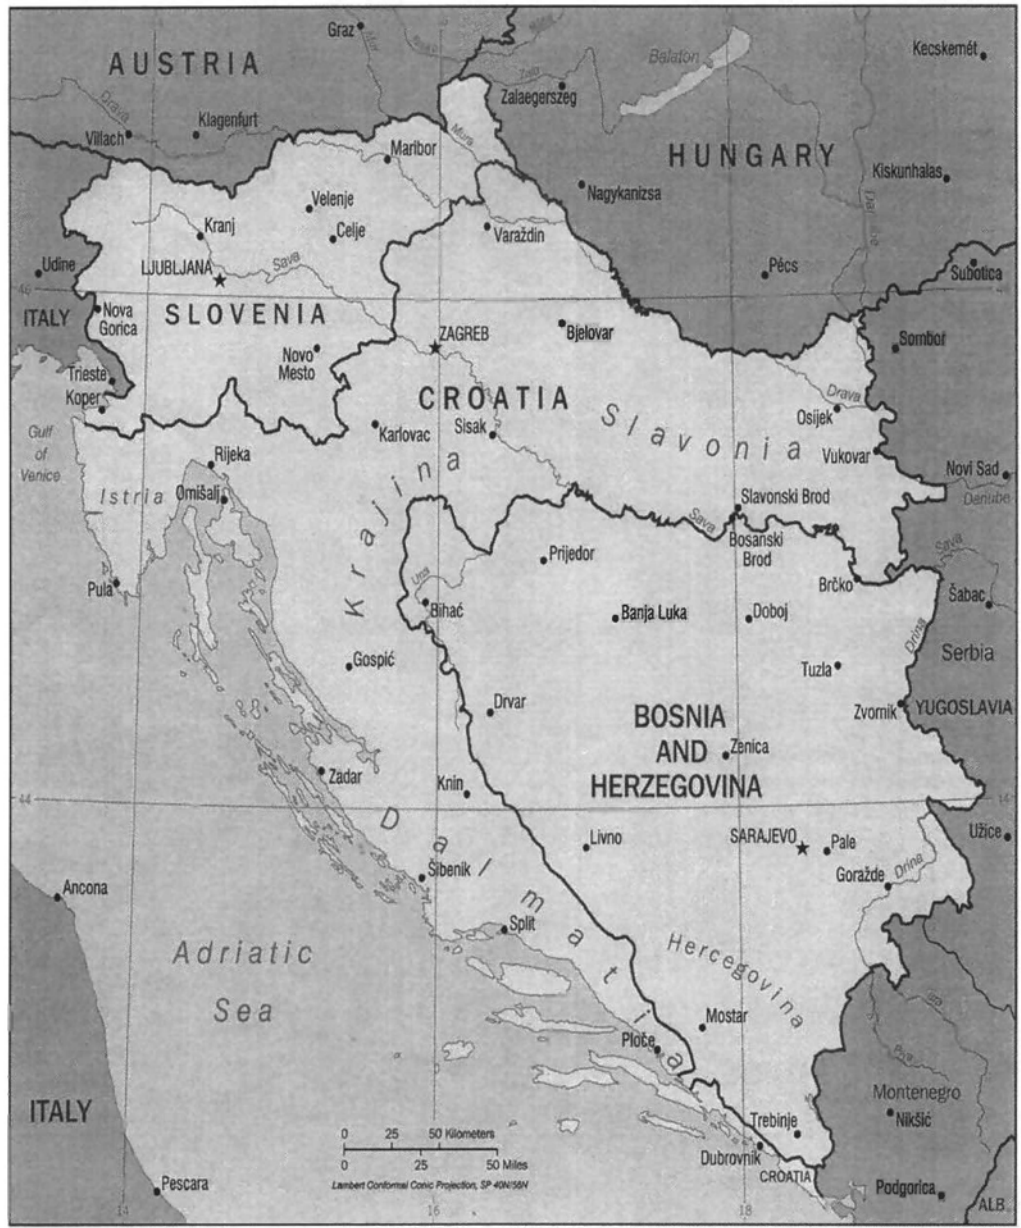 Graz
Mur
AUSTRIA
Balaton
Kecskemét
Zala
Zalaegerszeg
Drava
Klagenfurt
Villach
Mura
Maribor
HUNGARY
Kiskunhalas
Nagykanizsa
Velenje
Danube
Kranj
Celje
Varaždin
Udine
LJUBLJANA
Sava
Pécs
Subotica
46
46
Nova
Gorica
ITALY
SLOVENIA
Bjelovar
ZAGREB
Sombor
Novo
Mesto
Trieste
Koper
CROATIA
Drava
Osijek
Karlovac
Sisak
Slavonia
Gulf
of
Venice
Rijeka
Vukovar
Novi Sad
Istria
Omišalj
Krajina
Slavonski Brod
Danube
Sava
Bosanski
Brod
Sava
Prijedor
Pula
Una
Brčko
Šabac
Bihać
Banja Luka
Doboj
Drina
Serbia
Gospić
Tuzla
Drvar
Zvornik
YUGOSLAVIA
BOSNIA
AND
HERZEGOVINA
Zenica
Zadar
Knin
44
44
Dalmatia
Livno
SARAJEVO
Pale
Užice
Goražde
Drina
Šibenik
Ancona
Split
Adriatic
Sea
Hercegovina
Mostar
Ploče
ITALY
Montenegro
Nikšić
Trebinje
0 25 50 Kilometers
0 25 50 Miles
Dubrovnik
CROATIA
Lambert Conformal Conic Projection, SP 40N/56N
Pescara
Podgorica
ALB.
14
16
18